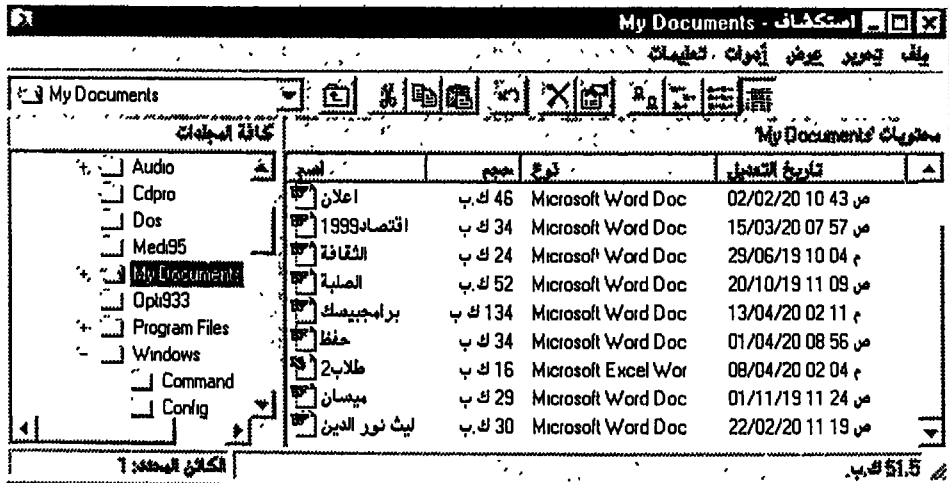 استكشاف - My Documents
ملف تحرير عرض أدوات تعليمات
My Documents
كافة المجلدات
محتويات 'My Documents'
Audio
Cdpro
Dos
Medi95
My Documents
Opti933
Program Files
Windows
Command
Config
اسم حجم نوع تاريخ التعديل
اعلان 46 ك.ب Microsoft Word Doc 02/02/20 10 43 ص
اقتصاد1999 34 ك.ب Microsoft Word Doc 15/03/20 07 57 ص
الثقافة 24 ك.ب Microsoft Word Doc 29/06/19 10 04 م
الصلبة 52 ك.ب Microsoft Word Doc 20/10/19 11 09 ص
برامجبيسك 134 ك ب Microsoft Word Doc 13/04/20 02 11 م
حفظ 34 ك ب Microsoft Word Doc 01/04/20 08 56 ص
طلاب2 16 ك ب Microsoft Excel Wor 08/04/20 02 04 م
ميسان 29 ك ب Microsoft Word Doc 01/11/19 11 24 ص
ليث نور الدين 30 ك ب Microsoft Word Doc 22/02/20 11 19 ص
الكائن المحدد: 1
51.5 ك.ب.